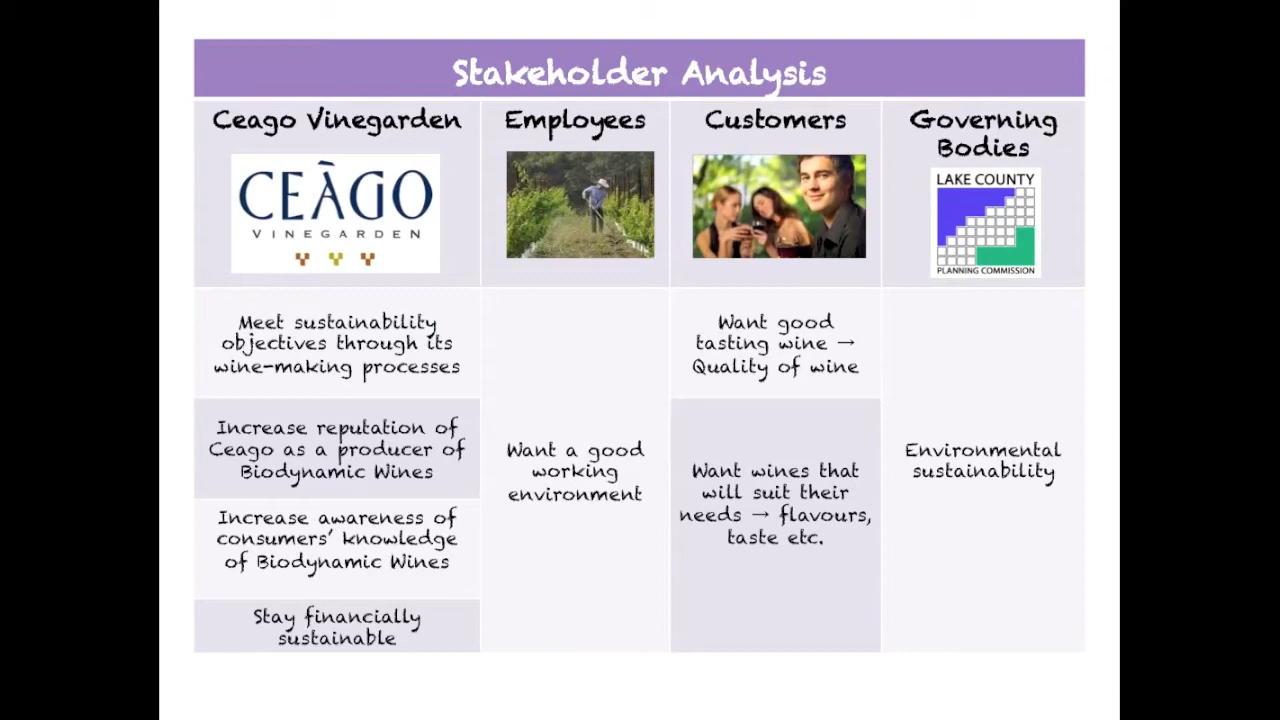 Stakeholder Analysis
Ceago Vinegarden
CEÀGO
VINEGARDEN
Employees
Customers
Governing
Bodies
LAKE COUNTY
PLANNING COMMISSION
Meet sustainability
objectives through its
wine-making processes
Increase reputation of
Ceago as a producer of
Biodynamic Wines
Increase awareness of
consumers' knowledge
of Biodynamic Wines
Stay financially
sustainable
Want a good
working
environment
Want good
tasting wine →
Quality of wine
Want wines that
will suit their
needs → flavours,
taste etc.
Environmental
sustainability